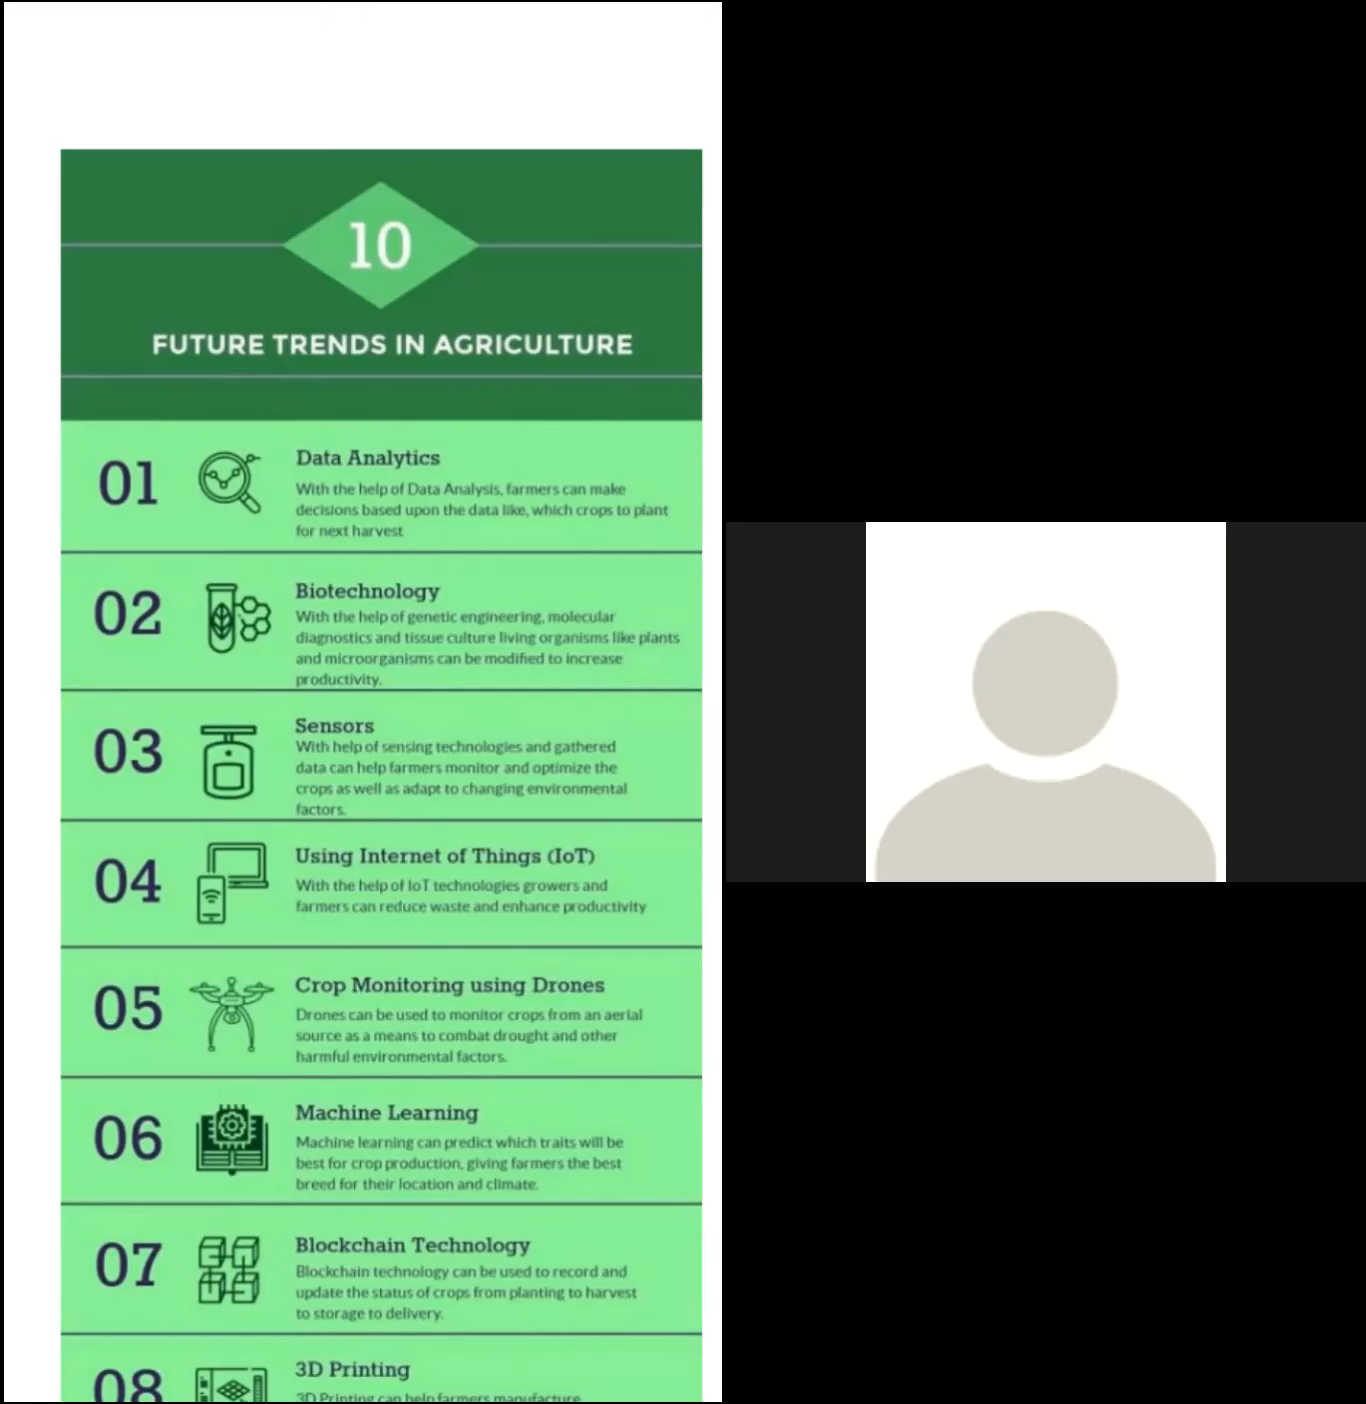 10
FUTURE TRENDS IN AGRICULTURE
01
Data Analytics
With the help of Data Analysis, farmers can make
decisions based upon the data like, which crops to plant
for next harvest
02
Biotechnology
With the help of genetic engineering, molecular
diagnostics and tissue culture living organisms like plants
and microorganisms can be modified to increase
productivity.
03
Sensors
With help of sensing technologies and gathered
data can help farmers monitor and optimize the
crops as well as adapt to changing environmental
factors.
04
Using Internet of Things (IoT)
With the help of IoT technologies growers and
farmers can reduce waste and enhance productivity
05
Crop Monitoring using Drones
Drones can be used to monitor crops from an aerial
source as a means to combat drought and other
harmful environmental factors.
06
Machine Learning
Machine learning can predict which traits will be
best for crop production, giving farmers the best
breed for their location and climate.
07
Blockchain Technology
Blockchain technology can be used to record and
update the status of crops from planting to harvest
to storage to delivery.
08
3D Printing
3D Printing can help farmers manufacture